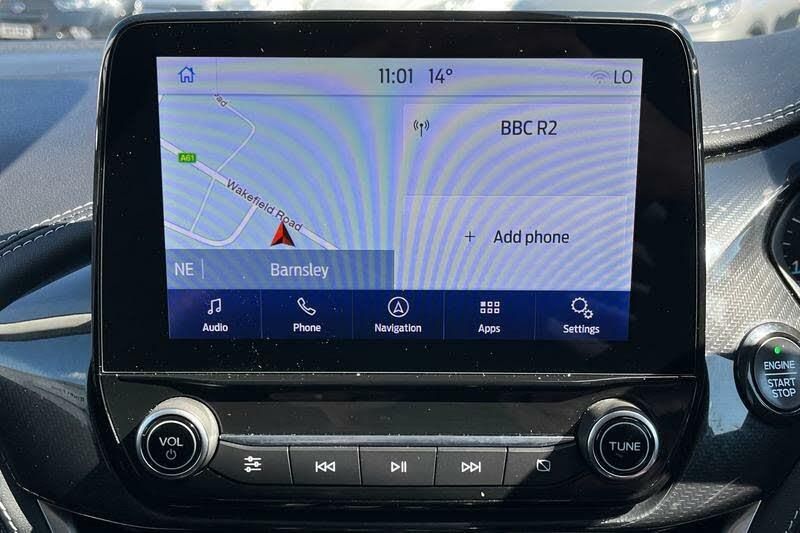 11:01 14° LO
A61
Wakefield Road
BBC R2
+ Add phone
NE | Barnsley
Audio Phone Navigation Apps Settings
VOL
TUNE
ENGINE
START
STOP